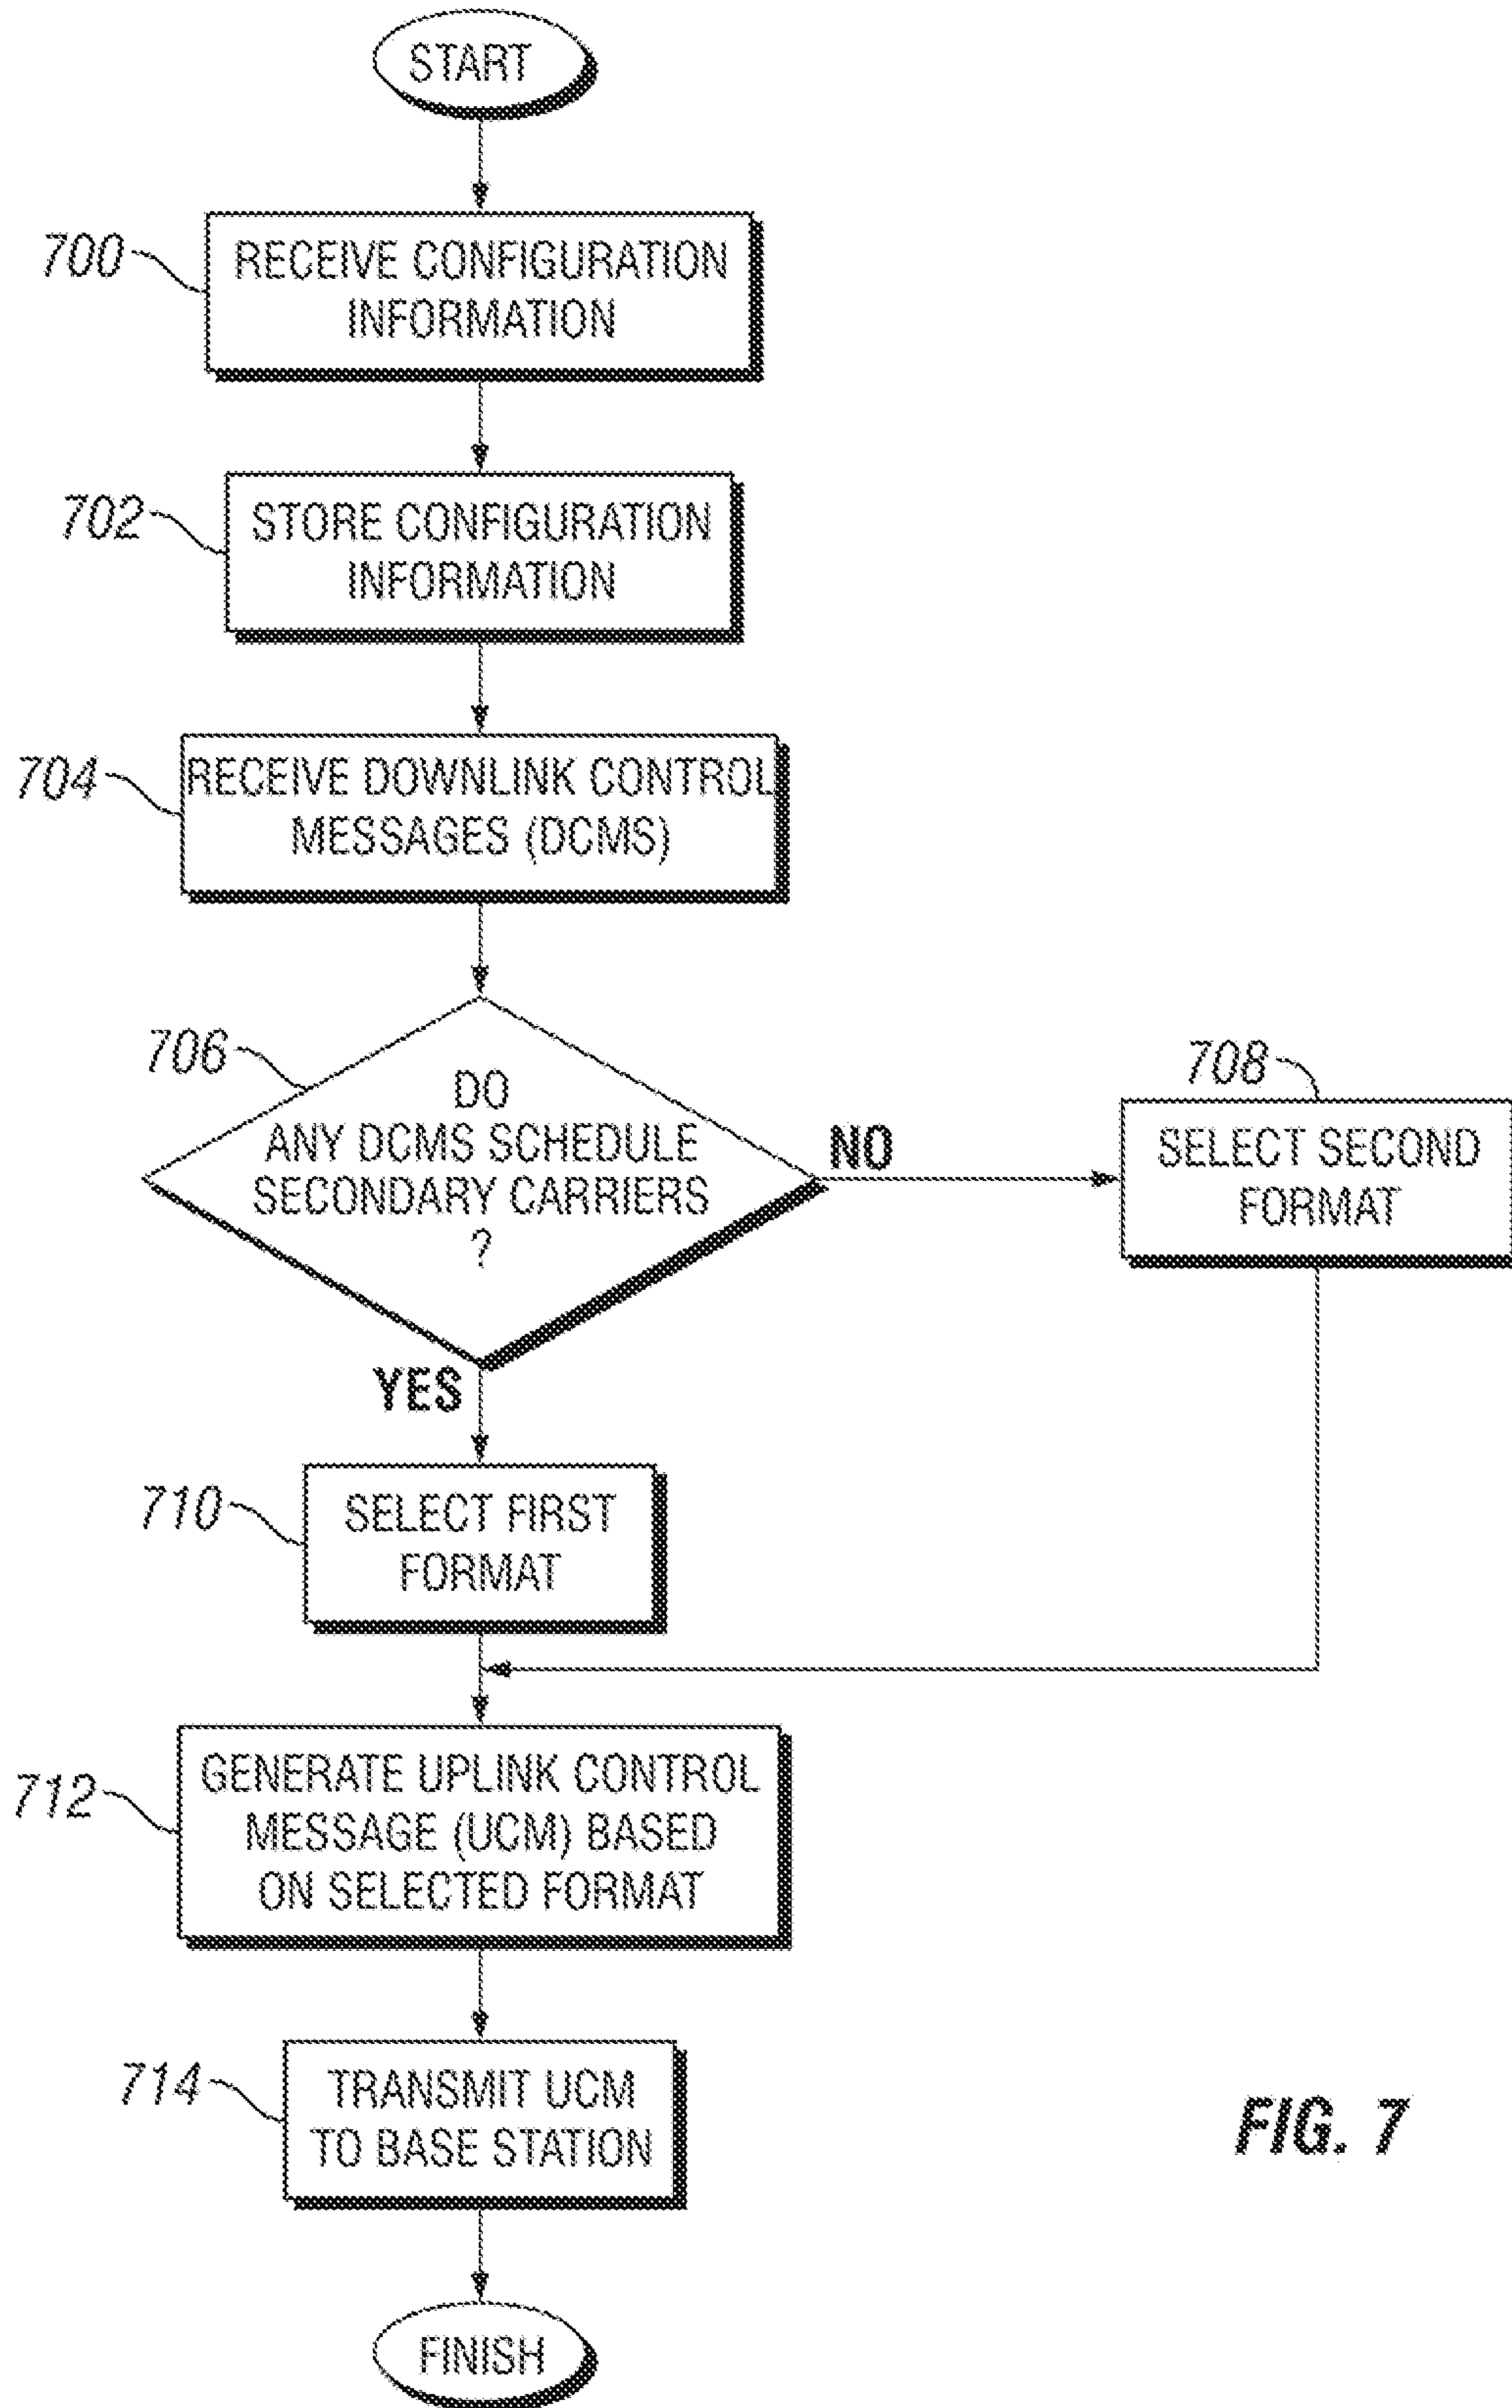 START
700
RECEIVE CONFIGURATION
INFORMATION
702
STORE CONFIGURATION
INFORMATION
704
RECEIVE DOWNLINK CONTROL
MESSAGES (DCMS)
706
DO
ANY DCMS SCHEDULE
SECONDARY CARRIERS
?
NO
708
SELECT SECOND
FORMAT
YES
710
SELECT FIRST
FORMAT
712
GENERATE UPLINK CONTROL
MESSAGE (UCM) BASED
ON SELECTED FORMAT
714
TRANSMIT UCM
TO BASE STATION
FIG. 7
FINISH